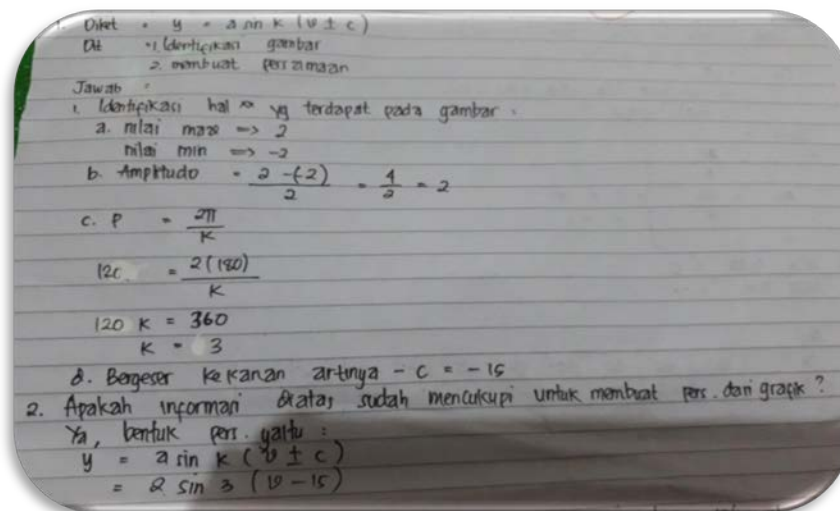 1. Diket : y = a sin k (θ ± c)
Dit : 1. Identifikasi gambar
2. membuat persamaan
Jawab :
1. Identifikasi hal yg terdapat pada gambar :
a. nilai max => 2
nilai min => -2
b. Amplitudo = 2 -(-2) / 2 = 4 / 2 = 2
c. P = 2π / K
120 = 2(180) / K
120 K = 360
K = 3
d. Bergeser ke kanan artinya - c = -15
2. Apakah informasi diatas sudah mencukupi untuk membuat pers. dari grafik ?
Ya, bentuk pers. yaitu :
y = a sin k (θ ± c)
= 2 sin 3 (θ - 15)